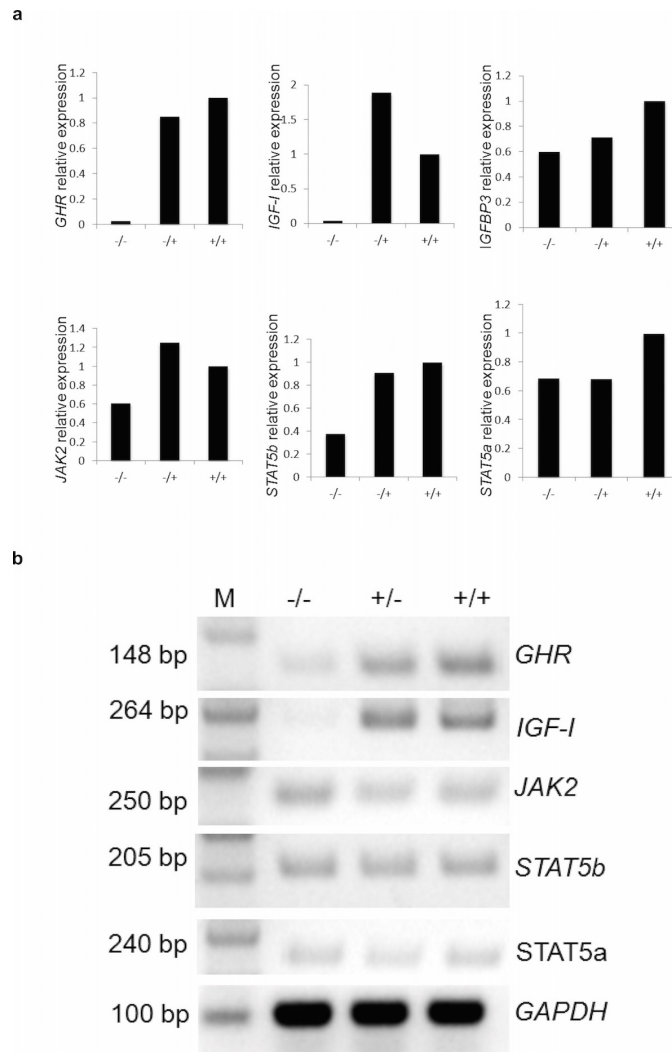 a
GHR relative expression
1.2
1
0.8
0.6
0.4
0.2
0
-/- -/+ +/+
IGF-I relative expression
2
1.5
1
0.5
0
-/- -/+ +/+
IGFBP3 relative expression
1.2
1
0.8
0.6
0.4
0.2
0
-/- -/+ +/+
JAK2 relative expression
1.4
1.2
1
0.8
0.6
0.4
0.2
0
-/- -/+ +/+
STAT5b relative expression
1.2
1
0.8
0.6
0.4
0.2
0
-/- -/+ +/+
STAT5a relative expression
1.2
1
0.8
0.6
0.4
0.2
0
-/- -/+ +/+
b
M -/- +/- +/+
148 bp GHR
264 bp IGF-I
250 bp JAK2
205 bp STAT5b
240 bp STAT5a
100 bp GAPDH